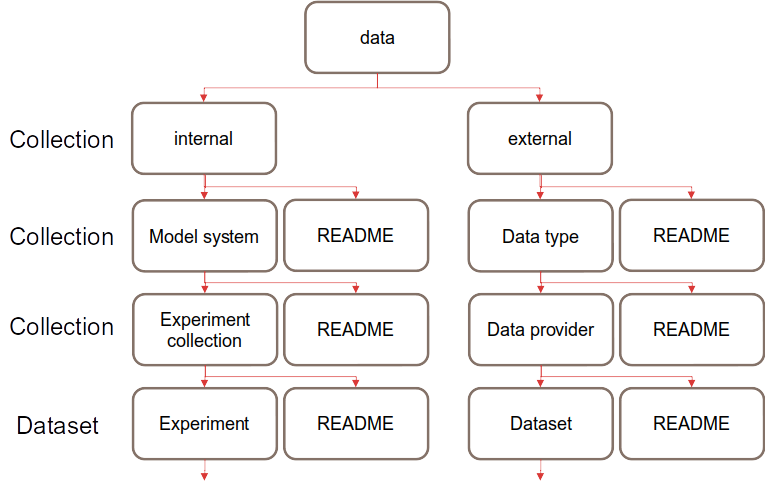 data
Collection
internal
external
Collection
Model system
README
Data type
README
Collection
Experiment
collection
README
Data provider
README
Dataset
Experiment
README
Dataset
README